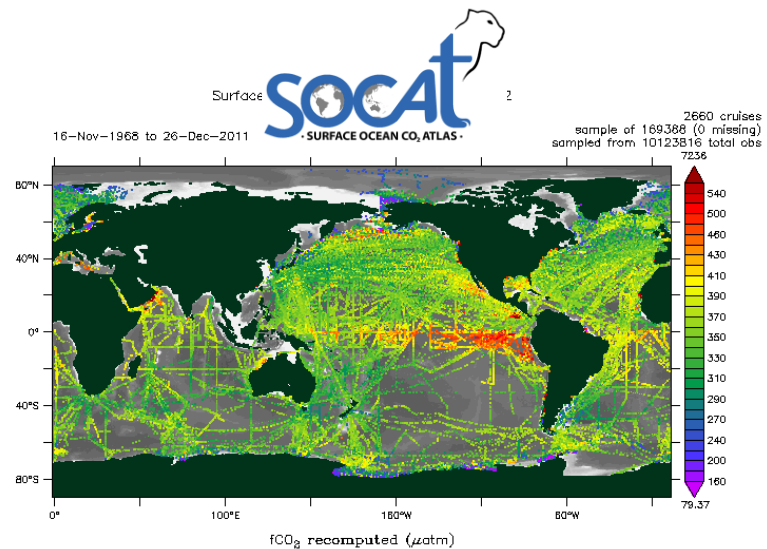 SOCAt
Surface
2
16-Nov-1968 to 26-Dec-2011
· SURFACE OCEAN CO₂ ATLAS ·
2660 cruises
sample of 169388 (0 missing)
sampled from 10123816 total obs
7236
80°N
40°N
0°
40°S
80°S
0°
100°E
160°W
60°W
540
500
460
430
410
390
370
350
330
310
290
270
240
200
160
79.37
fCO₂ recomputed (μatm)